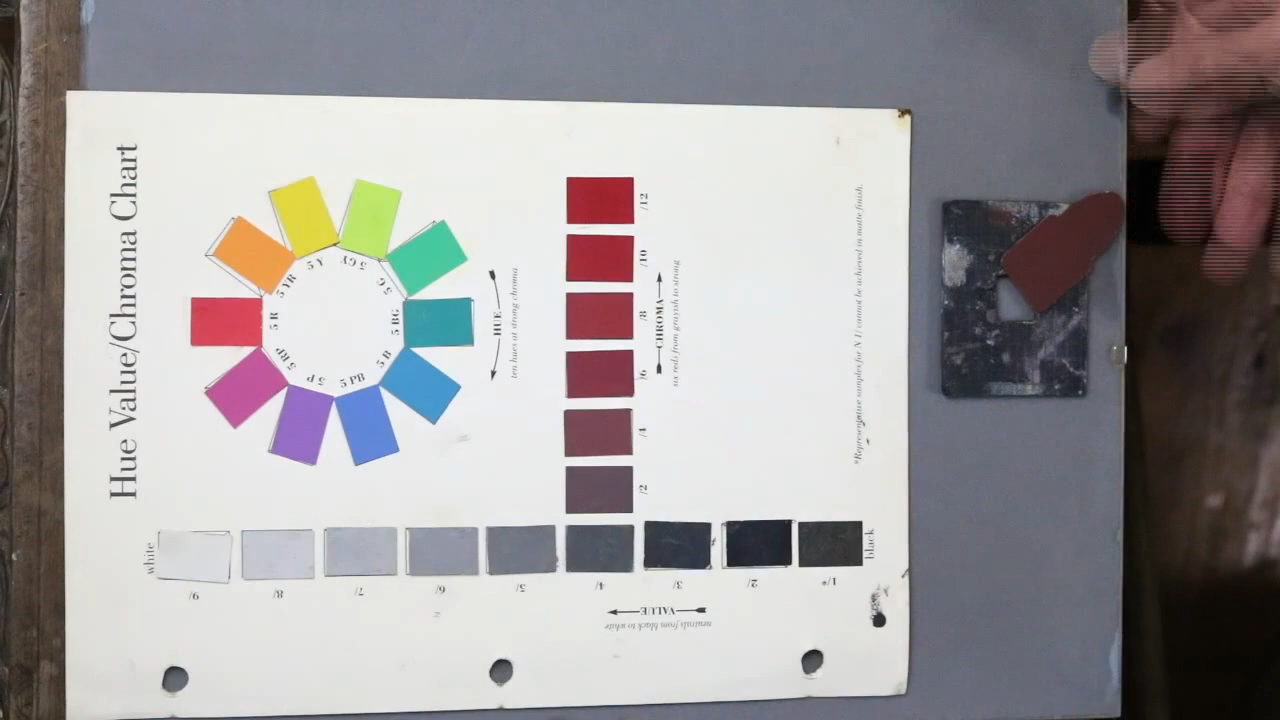 Hue Value/Chroma Chart
5 R
5 YR
5 Y
5 GY
5 G
5 BG
5 B
5 PB
5 P
5 RP
HUE
ten hues at strong chroma
/12
/10
/8
/6
/4
/2
CHROMA
six reds from grayish to strong
white
9/
8/
7/
6/
5/
4/
3/
2/
1/*
black
N
VALUE
neutrals from black to white
*Representative samples for N 1/ cannot be achieved in matte finish.